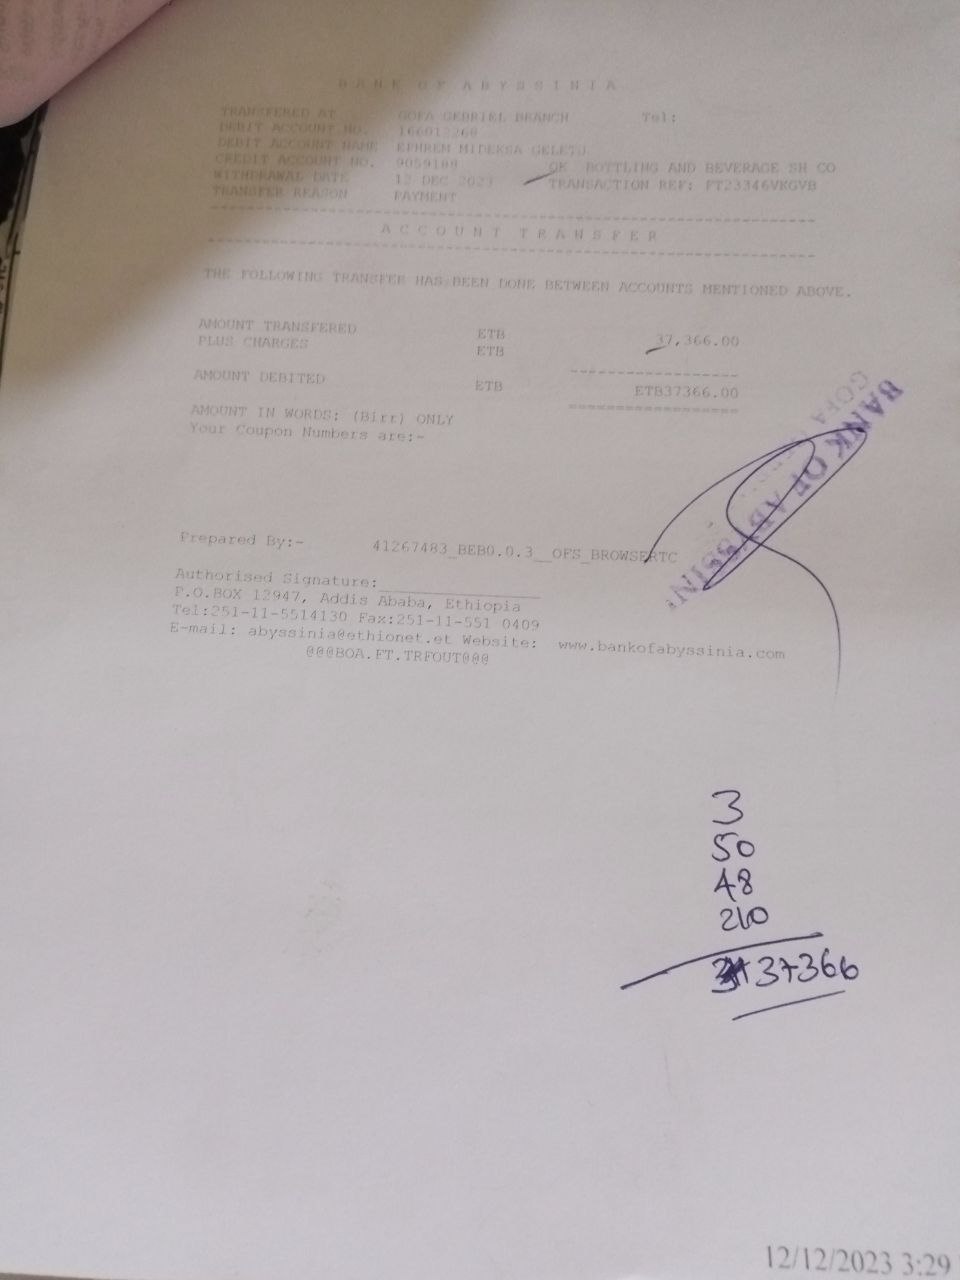 BANK OF ABYSSINIA
TRANSFERED AT GOFA GEBRIEL BRANCH Tel:
DEBIT ACCOUNT NO. 166012260
DEBIT ACCOUNT NAME EPHREM MIDEKSA GELETU
CREDIT ACCOUNT NO. 9059108 GK BOTTLING AND BEVERAGE SH CO
WITHDRAWAL DATE 12 DEC 2023 TRANSACTION REF: FT23346VKGVB
TRANSFER REASON PAYMENT
ACCOUNT TRANSFER
THE FOLLOWING TRANSFER HAS BEEN DONE BETWEEN ACCOUNTS MENTIONED ABOVE.
AMOUNT TRANSFERED ETB 37,366.00
PLUS CHARGES ETB
AMOUNT DEBITED ETB ETB37366.00
AMOUNT IN WORDS: (Birr) ONLY
Your Coupon Numbers are:-
BANK OF ABYSSINI
GOFA
Prepared By:- 41267483_BEB0.0.3__OFS_BROWSERTC
Authorised Signature:
P.O.BOX 12947, Addis Ababa, Ethiopia
Tel:251-11-5514130 Fax:251-11-551 0409
E-mail: abyssinia@ethionet.et Website: www.bankofabyssinia.com
@@@BOA.FT.TRFOUT@@@
3
50
48
210
37366
12/12/2023 3:29